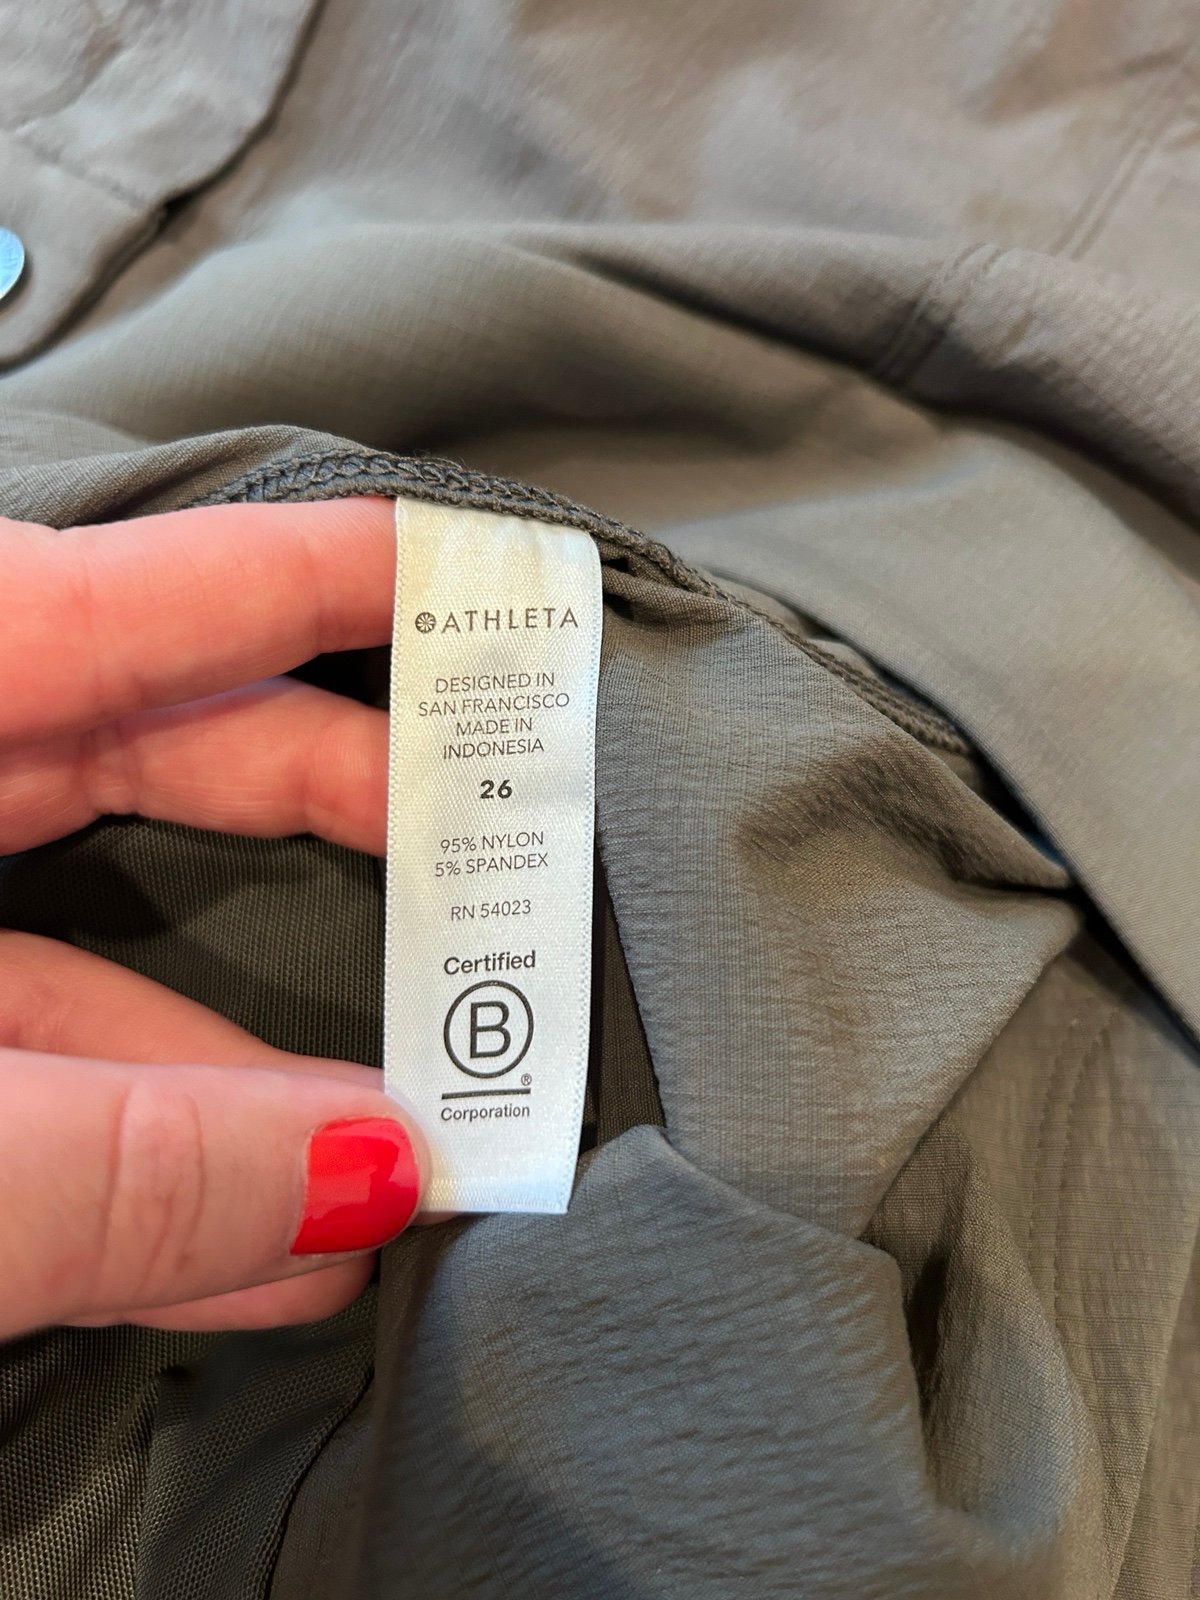 ATHLETA
DESIGNED IN
SAN FRANCISCO
MADE IN
INDONESIA
26
95% NYLON
5% SPANDEX
RN 54023
Certified
B
®
Corporation